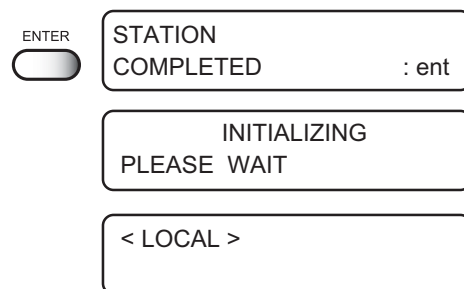 ENTER
STATION
COMPLETED : ent
INITIALIZING
PLEASE WAIT
< LOCAL >